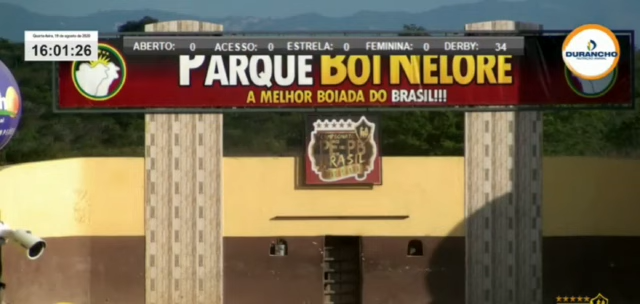 16:01:26
ABERTO: 0 ACESSO: 0 ESTRELA: 0 FEMININA: 0 DERBY: 34
DURANCHO
PARQUE BOI NELORE
A MELHOR BOIADA DO BRASIL!!!
PE-PB
BRASIL